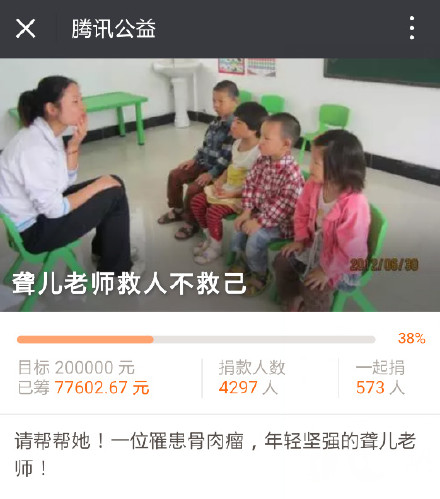 腾讯公益
2012/05/30
聋儿老师救人不救己
38%
目标 200000 元 捐款人数 一起捐
已筹 77602.67 元 4297 人 573 人
请帮帮她！一位罹患骨肉瘤，年轻坚强的聋儿老
师！